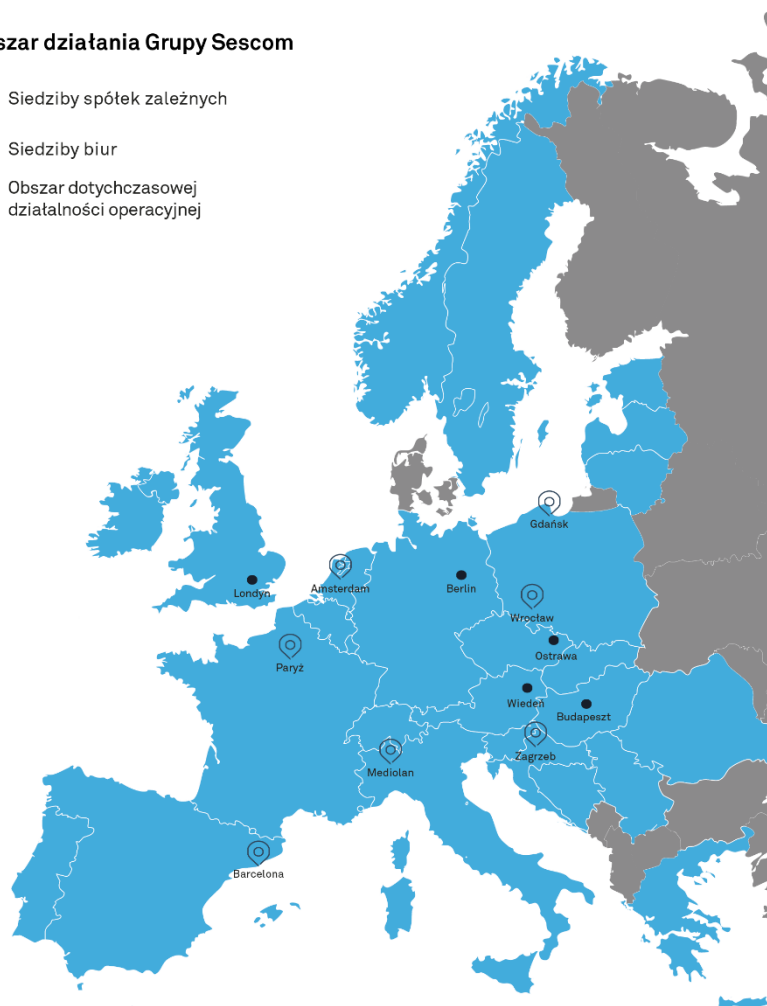 szar działania Grupy Sescom
Siedziby spółek zależnych
Siedziby biur
Obszar dotychczasowej
działalności operacyjnej
Gdańsk
Amsterdam
Berlin
Londyn
Wrocław
Ostrawa
Paryż
Wiedeń
Budapeszt
Zagrzeb
Mediolan
Barcelona